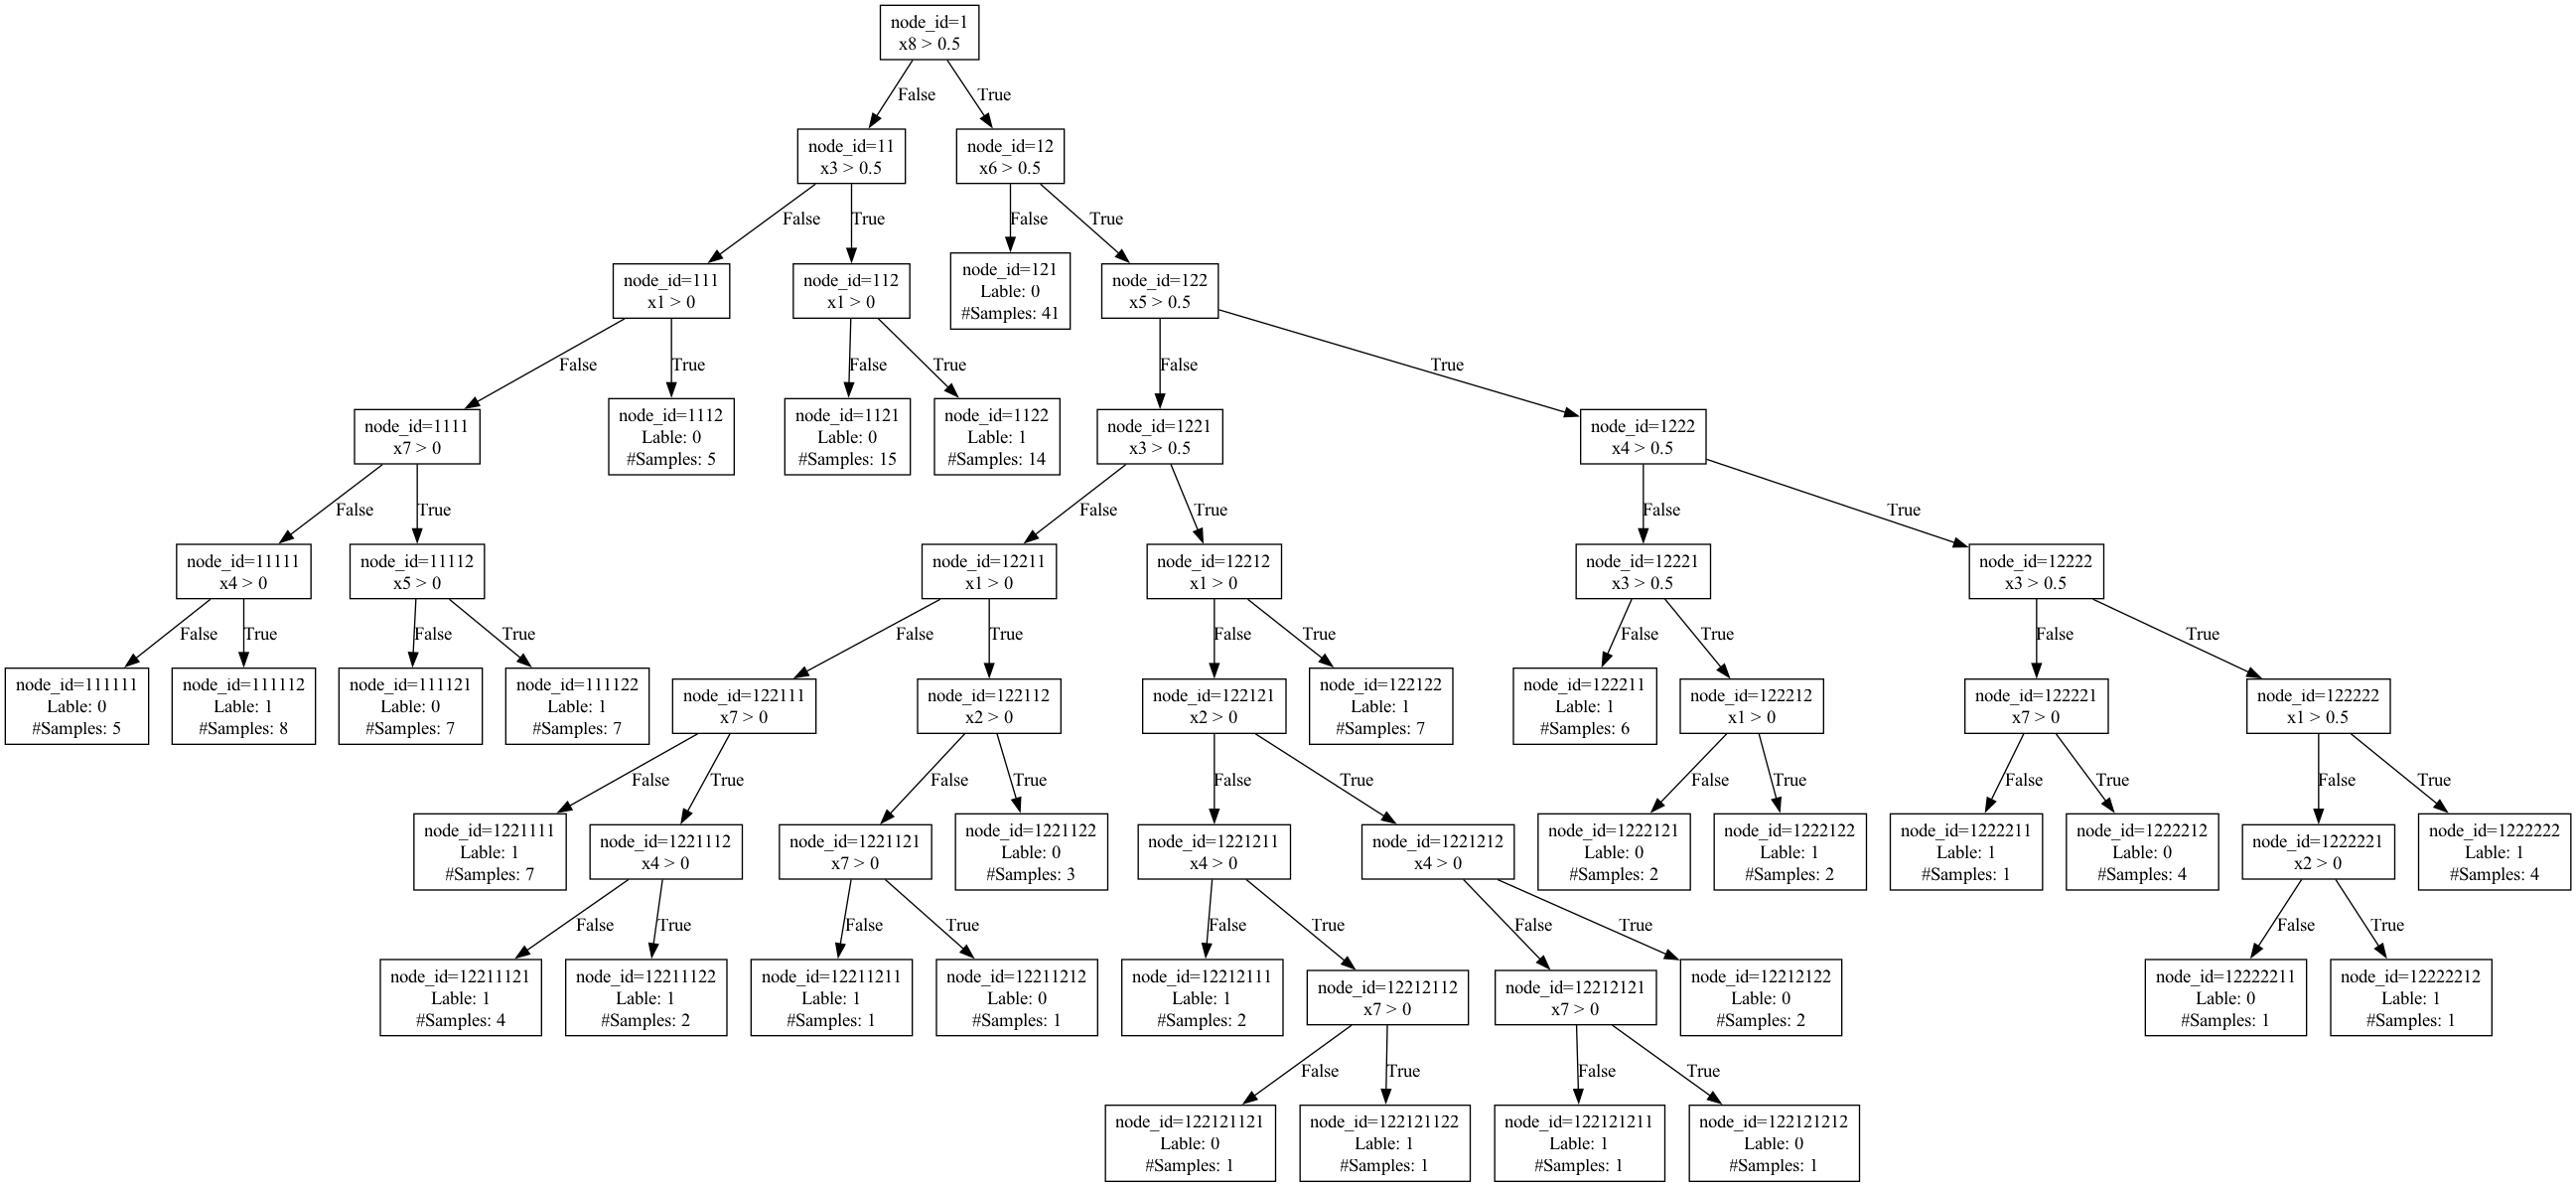 node_id=1
x8 > 0.5
False
True
node_id=11
x3 > 0.5
node_id=12
x6 > 0.5
False
True
False
True
node_id=111
x1 > 0
node_id=112
x1 > 0
node_id=121
Lable: 0
#Samples: 41
node_id=122
x5 > 0.5
False
True
False
True
False
True
node_id=1111
x7 > 0
node_id=1112
Lable: 0
#Samples: 5
node_id=1121
Lable: 0
#Samples: 15
node_id=1122
Lable: 1
#Samples: 14
node_id=1221
x3 > 0.5
node_id=1222
x4 > 0.5
False
True
False
True
False
True
node_id=11111
x4 > 0
node_id=11112
x5 > 0
node_id=12211
x1 > 0
node_id=12212
x1 > 0
node_id=12221
x3 > 0.5
node_id=12222
x3 > 0.5
False
True
False
True
False
True
False
True
False
True
False
True
node_id=111111
Lable: 0
#Samples: 5
node_id=111112
Lable: 1
#Samples: 8
node_id=111121
Lable: 0
#Samples: 7
node_id=111122
Lable: 1
#Samples: 7
node_id=122111
x7 > 0
node_id=122112
x2 > 0
node_id=122121
x2 > 0
node_id=122122
Lable: 1
#Samples: 7
node_id=122211
Lable: 1
#Samples: 6
node_id=122212
x1 > 0
node_id=122221
x7 > 0
node_id=122222
x1 > 0.5
False
True
False
True
False
True
False
True
False
True
False
True
node_id=1221111
Lable: 1
#Samples: 7
node_id=1221112
x4 > 0
node_id=1221121
x7 > 0
node_id=1221122
Lable: 0
#Samples: 3
node_id=1221211
x4 > 0
node_id=1221212
x4 > 0
node_id=1222121
Lable: 0
#Samples: 2
node_id=1222122
Lable: 1
#Samples: 2
node_id=1222211
Lable: 1
#Samples: 1
node_id=1222212
Lable: 0
#Samples: 4
node_id=1222221
x2 > 0
node_id=1222222
Lable: 1
#Samples: 4
False
True
False
True
False
True
False
True
False
True
node_id=12211121
Lable: 1
#Samples: 4
node_id=12211122
Lable: 1
#Samples: 2
node_id=12211211
Lable: 1
#Samples: 1
node_id=12211212
Lable: 0
#Samples: 1
node_id=12212111
Lable: 1
#Samples: 2
node_id=12212112
x7 > 0
node_id=12212121
x7 > 0
node_id=12212122
Lable: 0
#Samples: 2
node_id=12222211
Lable: 0
#Samples: 1
node_id=12222212
Lable: 1
#Samples: 1
False
True
False
True
node_id=122121121
Lable: 0
#Samples: 1
node_id=122121122
Lable: 1
#Samples: 1
node_id=122121211
Lable: 1
#Samples: 1
node_id=122121212
Lable: 0
#Samples: 1